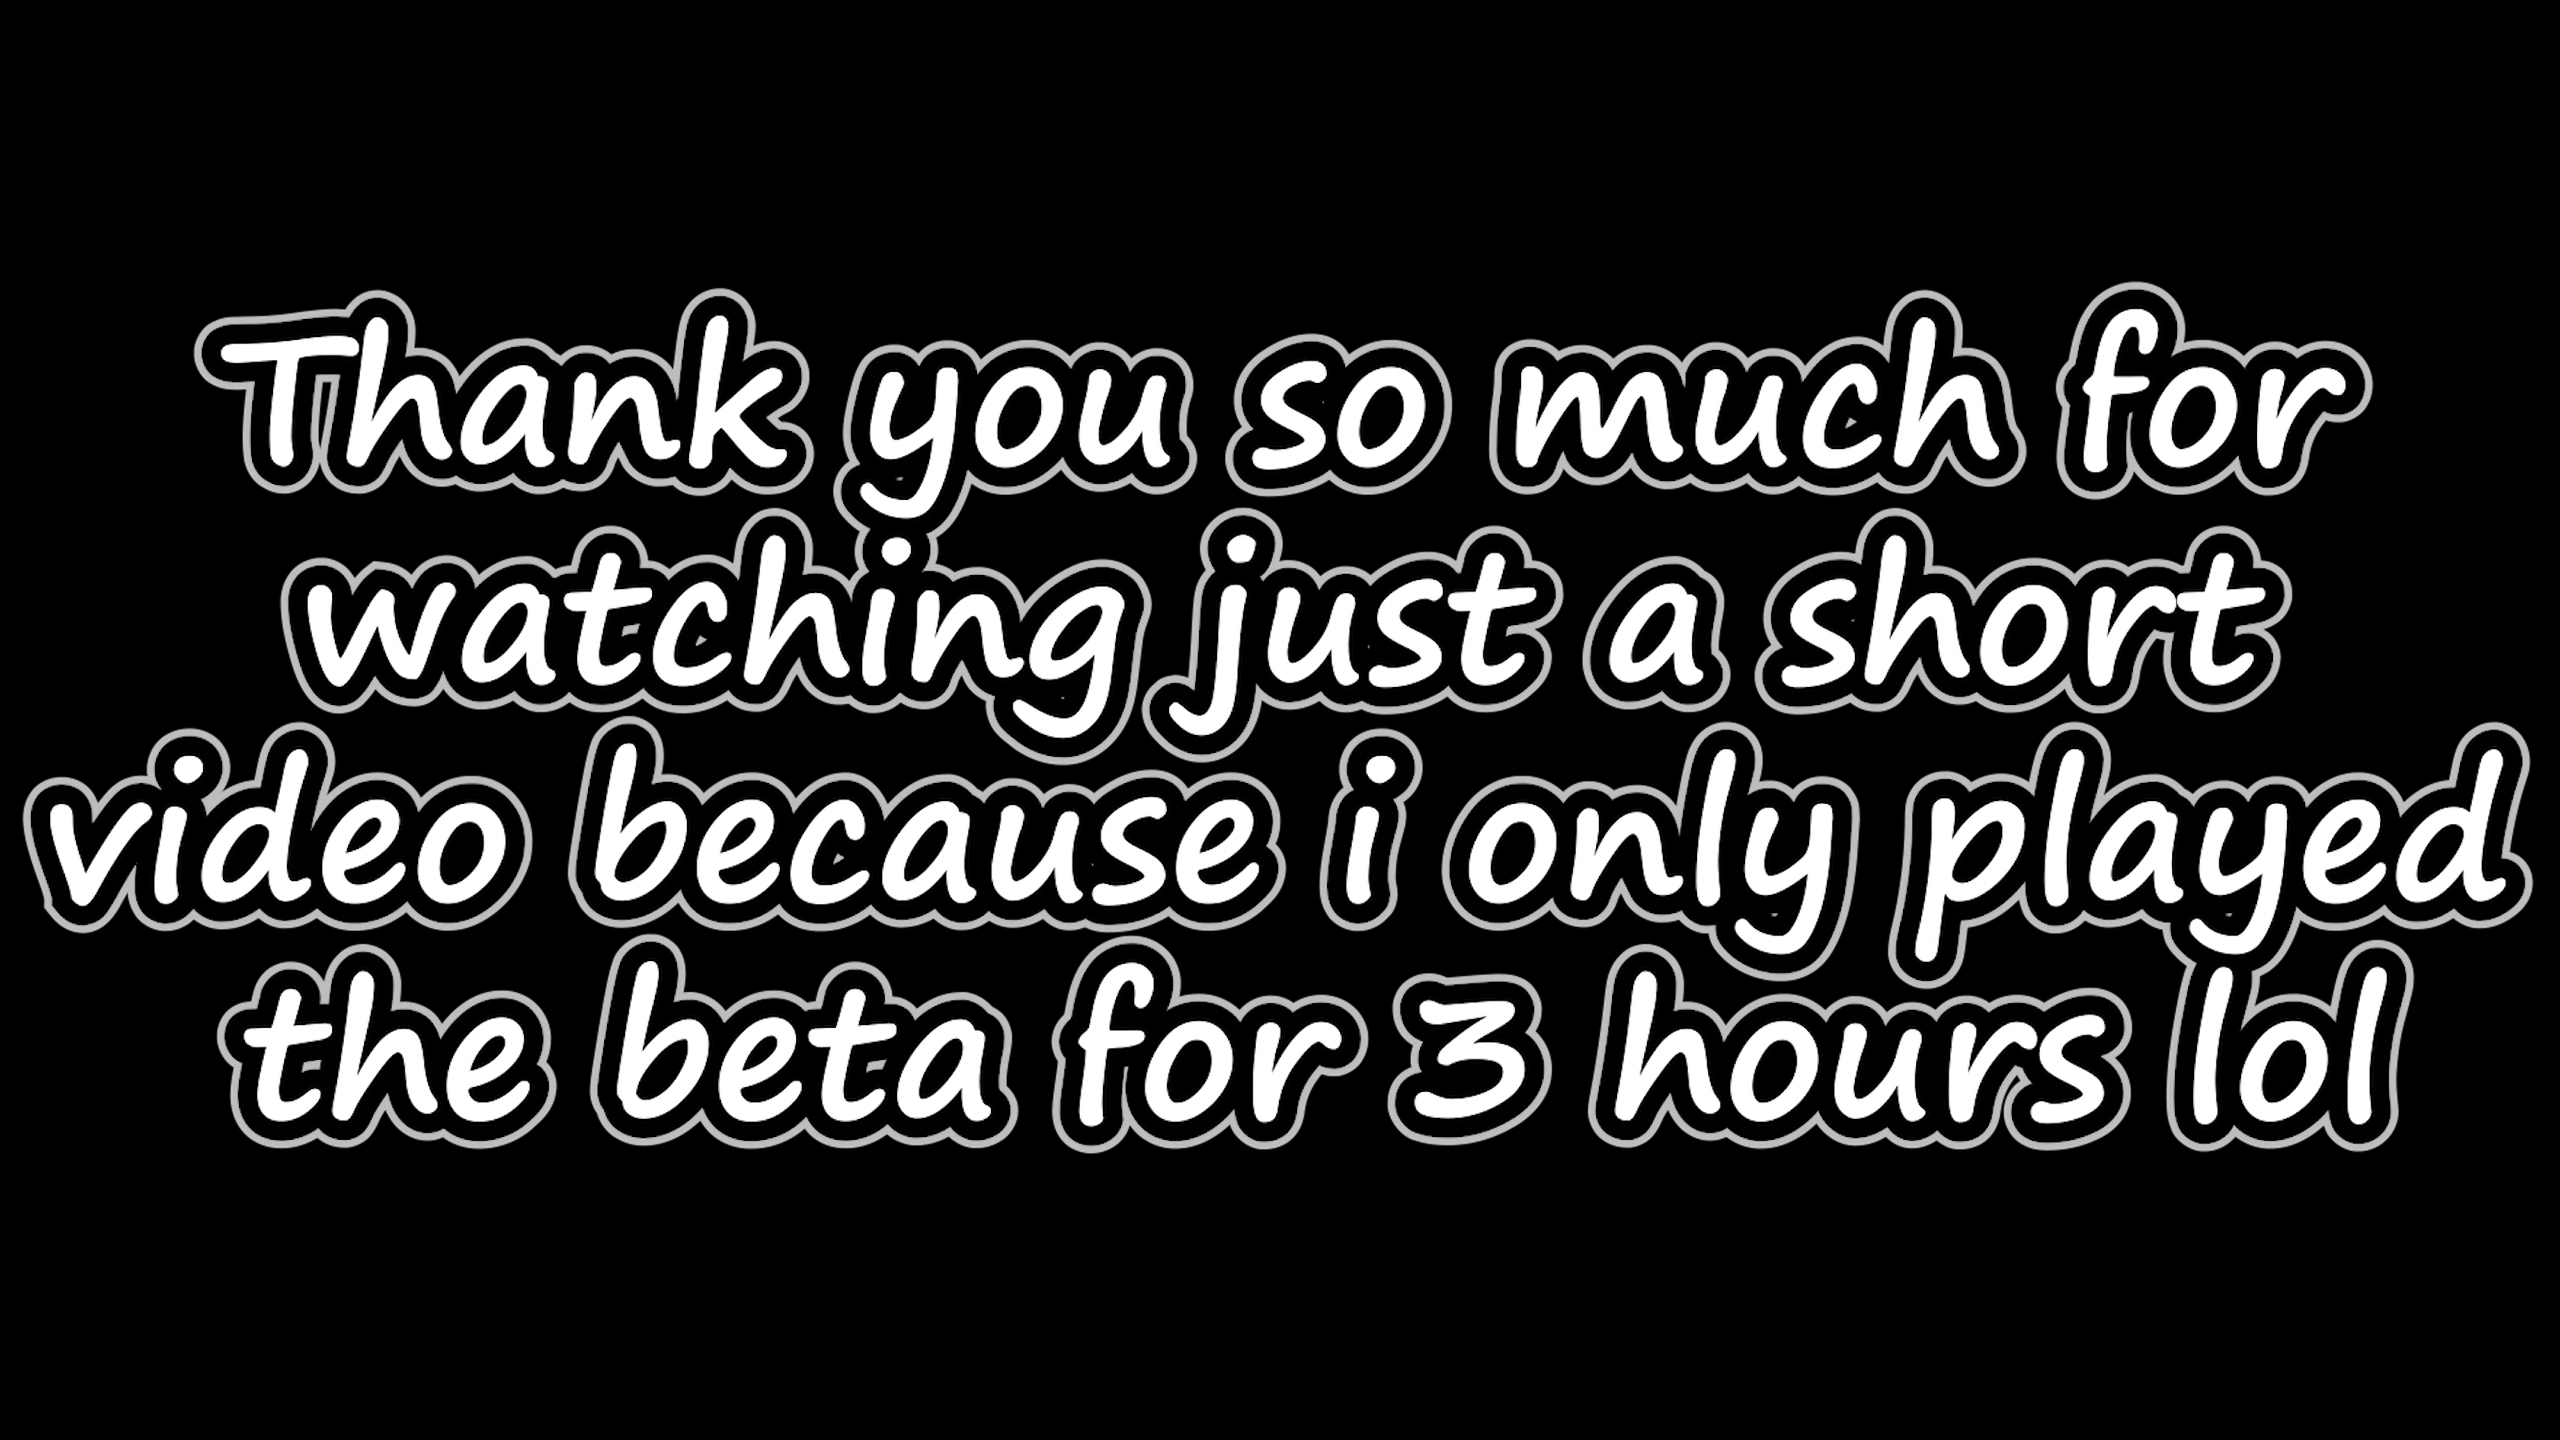 Thank you so much for
watching just a short
video because i only played
the beta for 3 hours lol